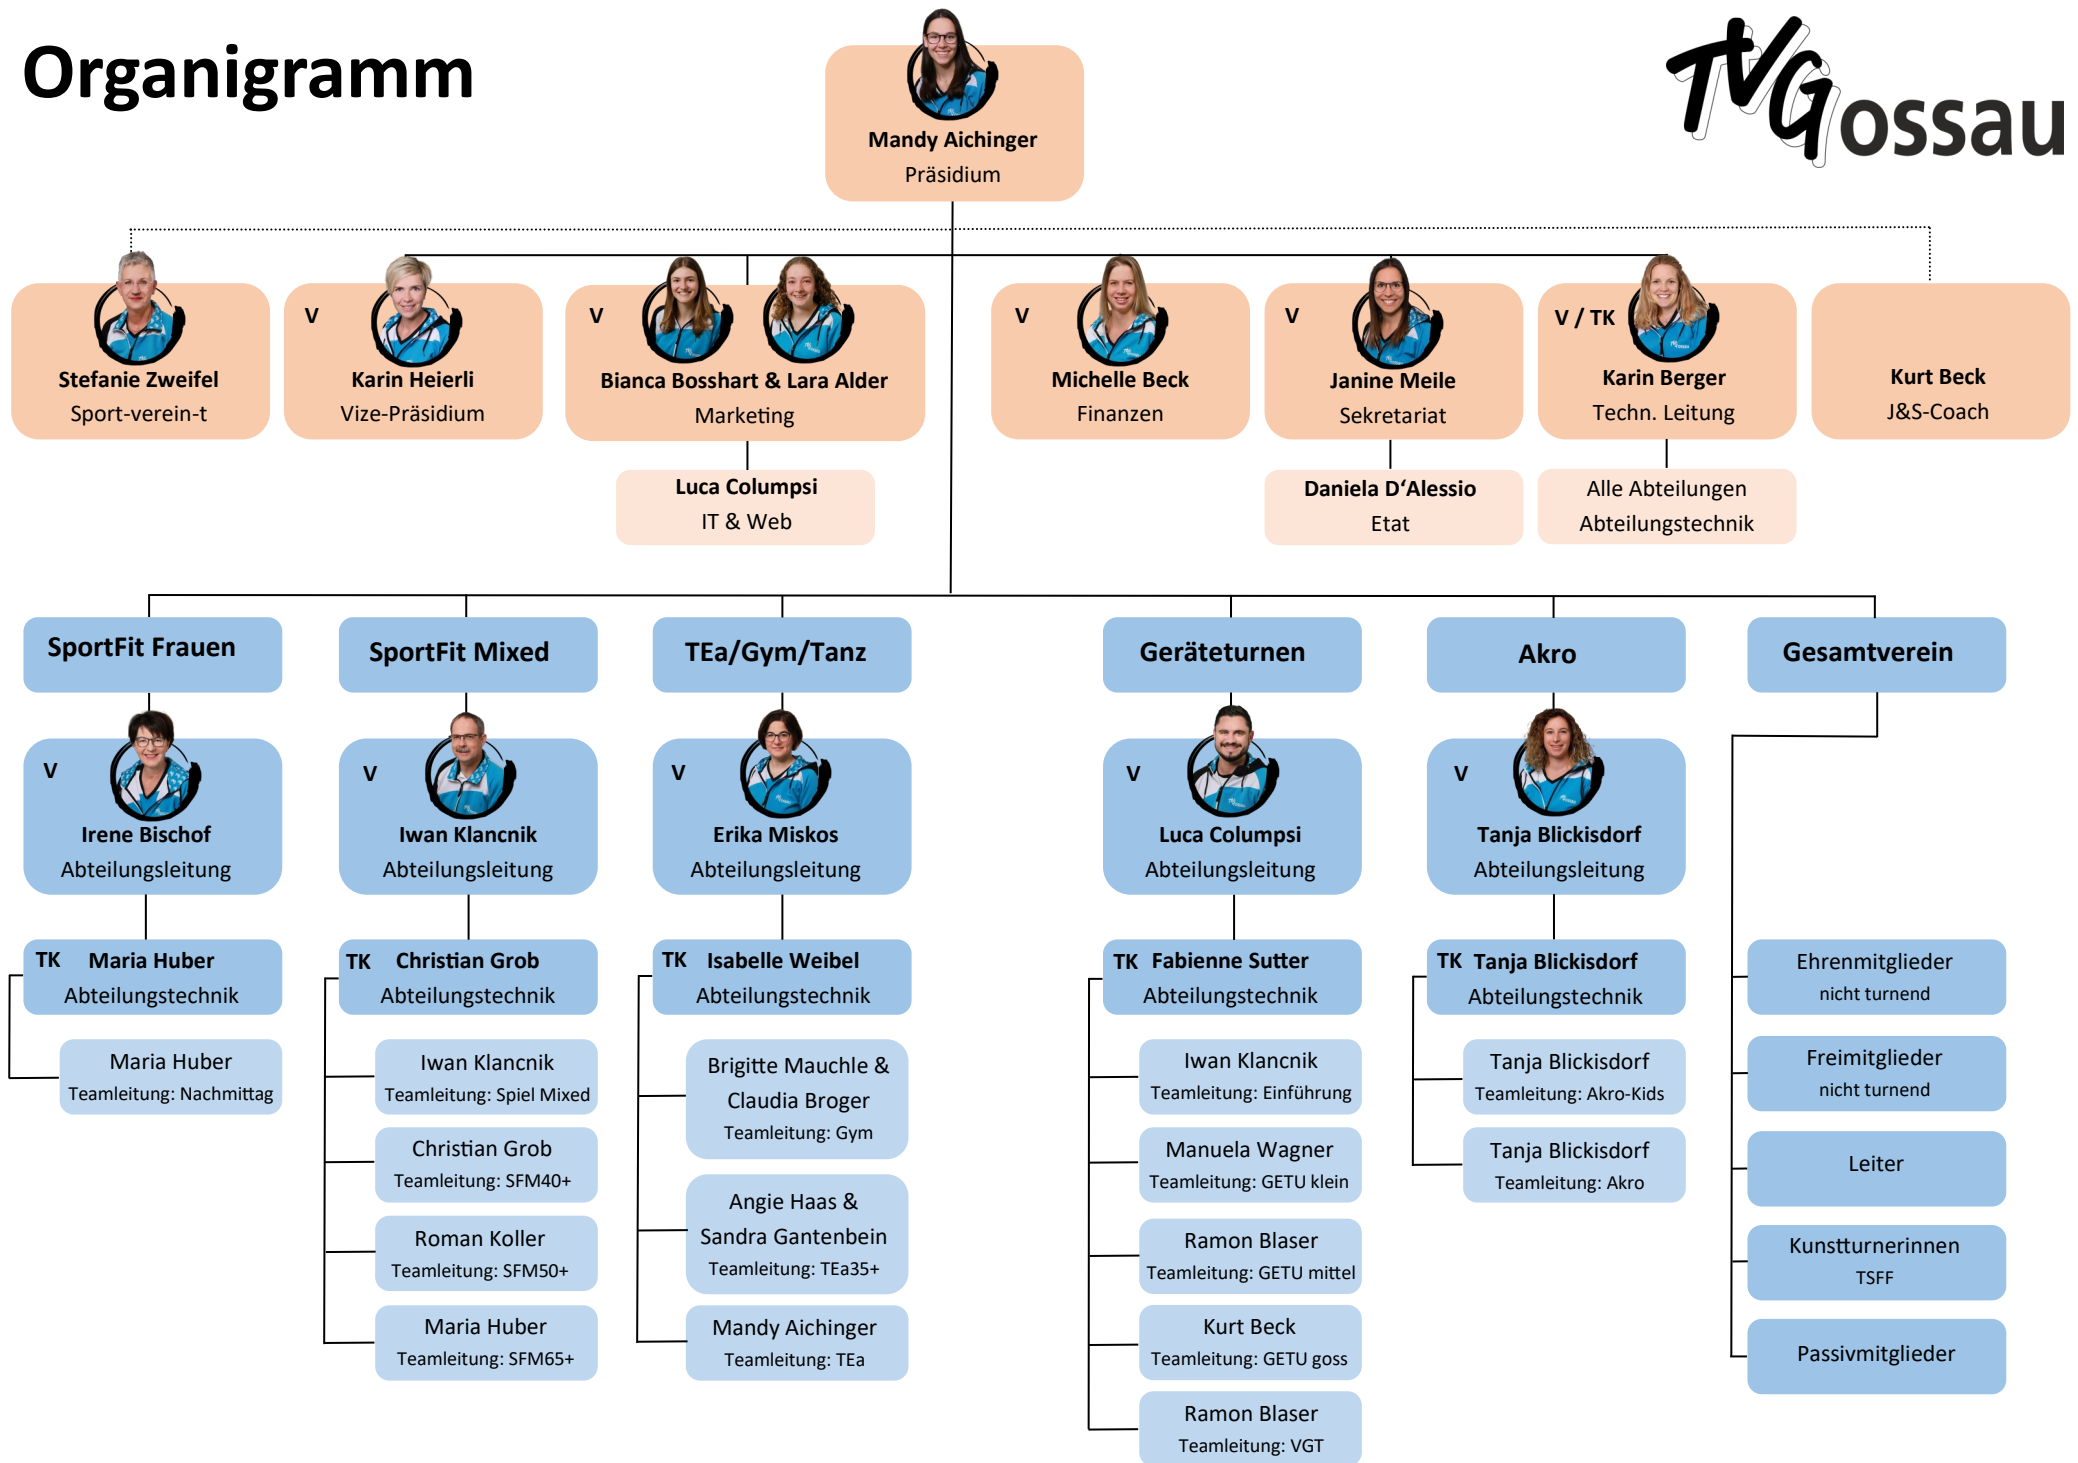 Organigramm
TVGossau
Mandy Aichinger
Präsidium
Stefanie Zweifel
Sport-verein-t
V
Karin Heierli
Vize-Präsidium
V
Bianca Bosshart & Lara Alder
Marketing
V
Michelle Beck
Finanzen
V
Janine Meile
Sekretariat
V / TK
Karin Berger
Techn. Leitung
Kurt Beck
J&S-Coach
Luca Columpsi
IT & Web
Daniela D‘Alessio
Etat
Alle Abteilungen
Abteilungstechnik
SportFit Frauen
SportFit Mixed
TEa/Gym/Tanz
Geräteturnen
Akro
Gesamtverein
V
Irene Bischof
Abteilungsleitung
V
Iwan Klancnik
Abteilungsleitung
V
Erika Miskos
Abteilungsleitung
V
Luca Columpsi
Abteilungsleitung
V
Tanja Blickisdorf
Abteilungsleitung
TK Maria Huber
Abteilungstechnik
Maria Huber
Teamleitung: Nachmittag
TK Christian Grob
Abteilungstechnik
Iwan Klancnik
Teamleitung: Spiel Mixed
Christian Grob
Teamleitung: SFM40+
Roman Koller
Teamleitung: SFM50+
Maria Huber
Teamleitung: SFM65+
TK Isabelle Weibel
Abteilungstechnik
Brigitte Mauchle &
Claudia Broger
Teamleitung: Gym
Angie Haas &
Sandra Gantenbein
Teamleitung: TEa35+
Mandy Aichinger
Teamleitung: TEa
TK Fabienne Sutter
Abteilungstechnik
Iwan Klancnik
Teamleitung: Einführung
Manuela Wagner
Teamleitung: GETU klein
Ramon Blaser
Teamleitung: GETU mittel
Kurt Beck
Teamleitung: GETU goss
Ramon Blaser
Teamleitung: VGT
TK Tanja Blickisdorf
Abteilungstechnik
Tanja Blickisdorf
Teamleitung: Akro-Kids
Tanja Blickisdorf
Teamleitung: Akro
Ehrenmitglieder
nicht turnend
Freimitglieder
nicht turnend
Leiter
Kunstturnerinnen
TSFF
Passivmitglieder